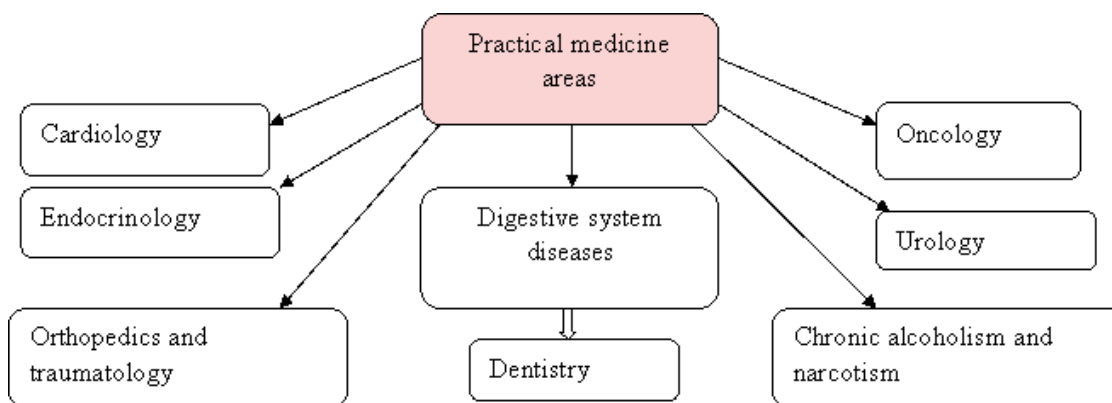 Practical medicine
areas
Cardiology
Oncology
Endocrinology
Digestive system
diseases
Urology
Orthopedics and
traumatology
Dentistry
Chronic alcoholism and
narcotism